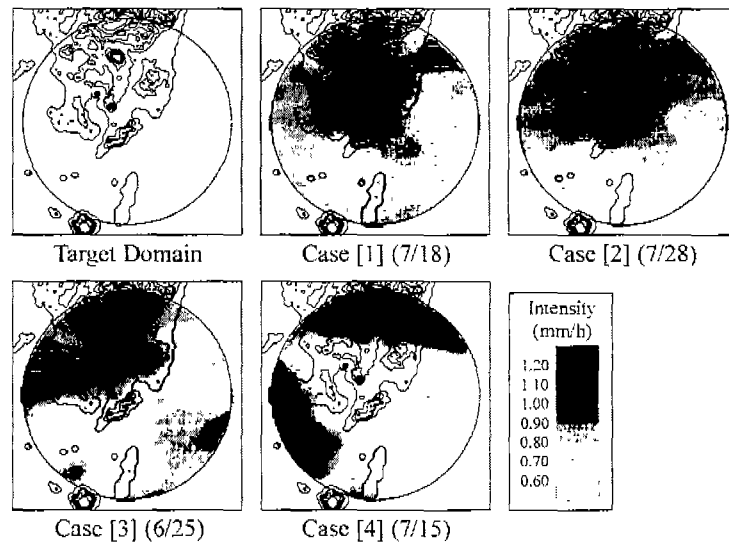 Target Domain
Case [1] (7/18)
Case [2] (7/28)
Case [3] (6/25)
Case [4] (7/15)
Intensity
(mm/h)
1.20
1.10
1.00
0.90
0.80
0.70
0.60